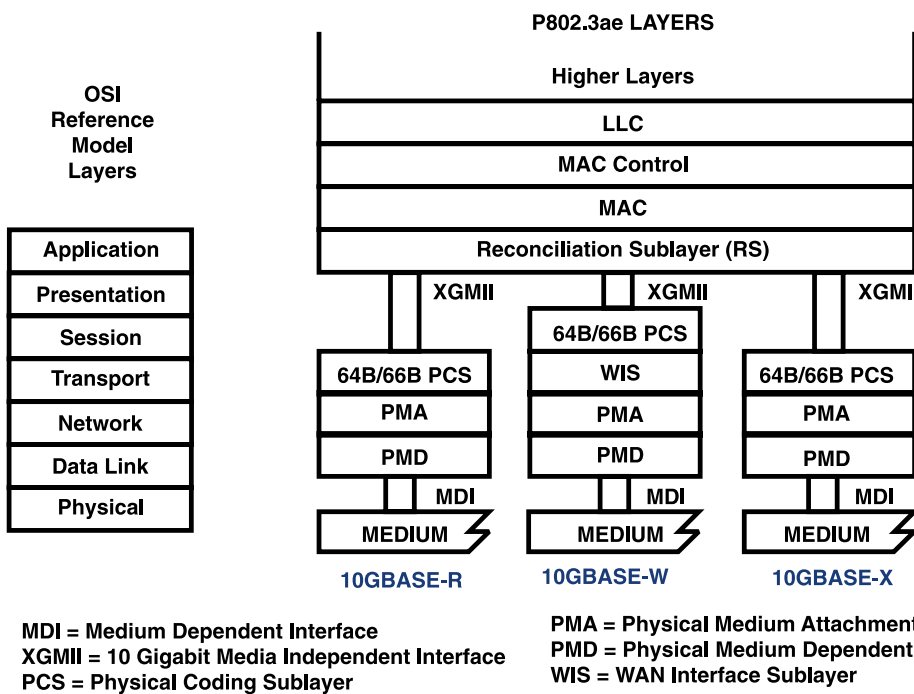 P802.3ae LAYERS
OSI
Reference
Model
Layers
Application
Presentation
Session
Transport
Network
Data Link
Physical
Higher Layers
LLC
MAC Control
MAC
Reconciliation Sublayer (RS)
XGMII
64B/66B PCS
PMA
PMD
MDI
MEDIUM
10GBASE-R
XGMII
64B/66B PCS
WIS
PMA
PMD
MDI
MEDIUM
10GBASE-W
XGMI
64B/66B PCS
PMA
PMD
MDI
MEDIUM
10GBASE-X
MDI = Medium Dependent Interface
XGMII = 10 Gigabit Media Independent Interface
PCS = Physical Coding Sublayer
PMA = Physical Medium Attachment
PMD = Physical Medium Dependent
WIS = WAN Interface Sublayer